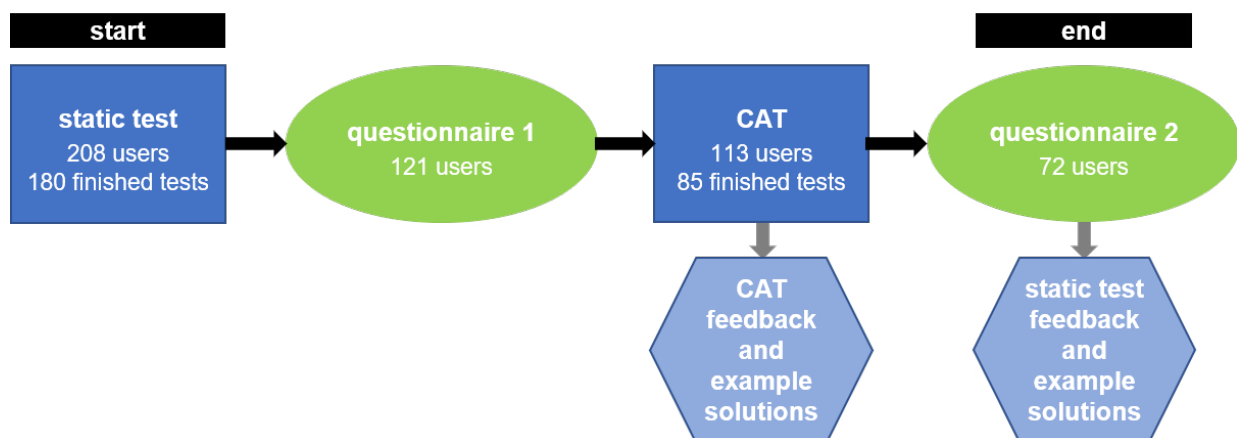 start
end
static test
208 users
180 finished tests
questionnaire 1
121 users
CAT
113 users
85 finished tests
questionnaire 2
72 users
CAT
feedback
and
example
solutions
static test
feedback
and
example
solutions